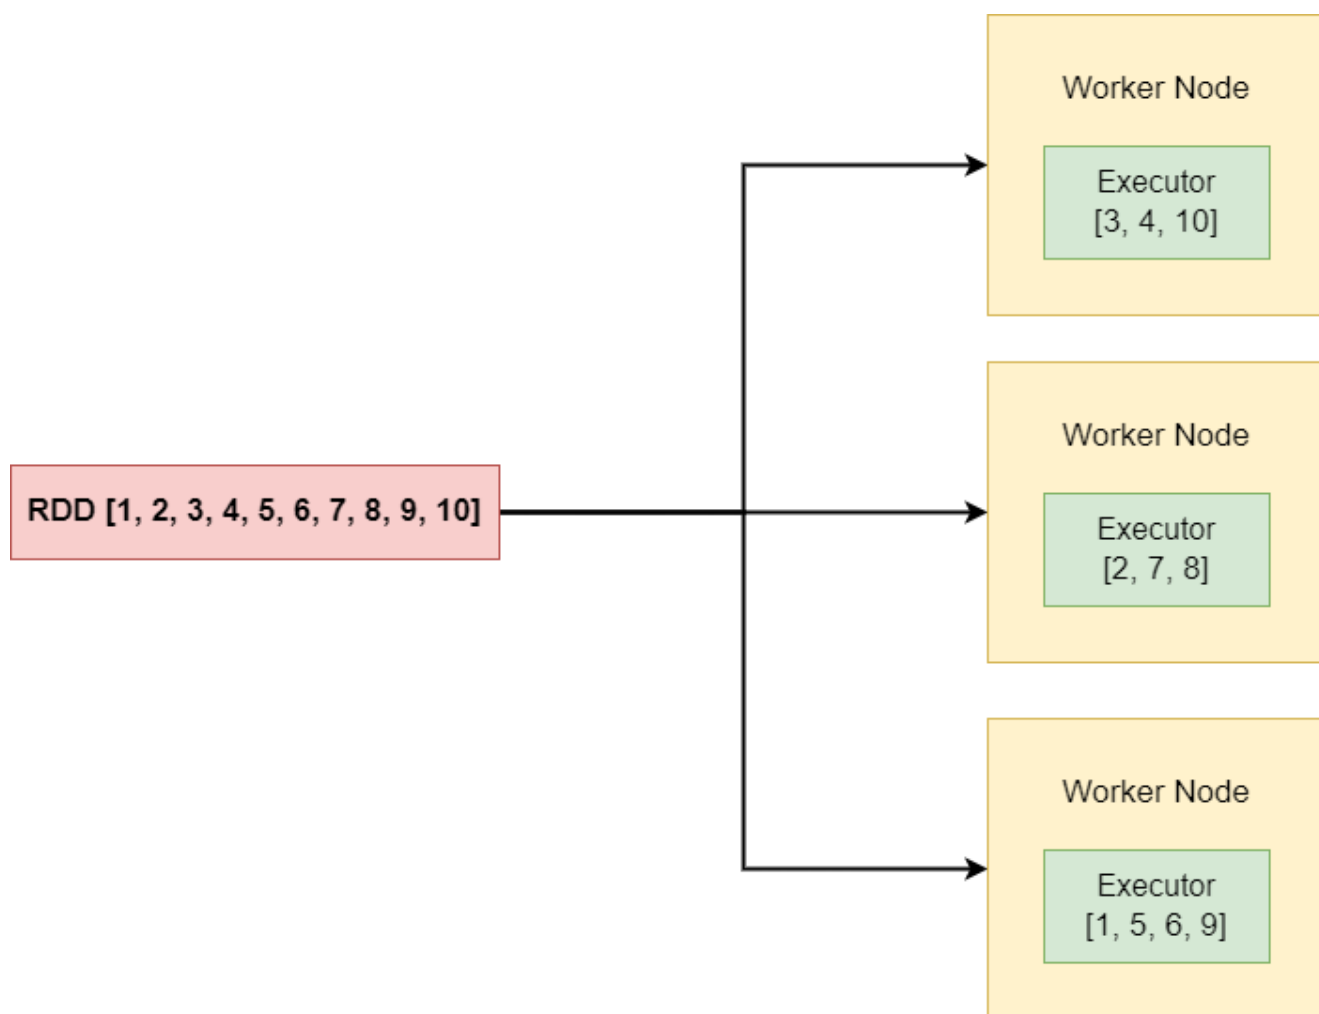 RDD [1, 2, 3, 4, 5, 6, 7, 8, 9, 10]
Worker Node
Executor
[3, 4, 10]
Worker Node
Executor
[2, 7, 8]
Worker Node
Executor
[1, 5, 6, 9]